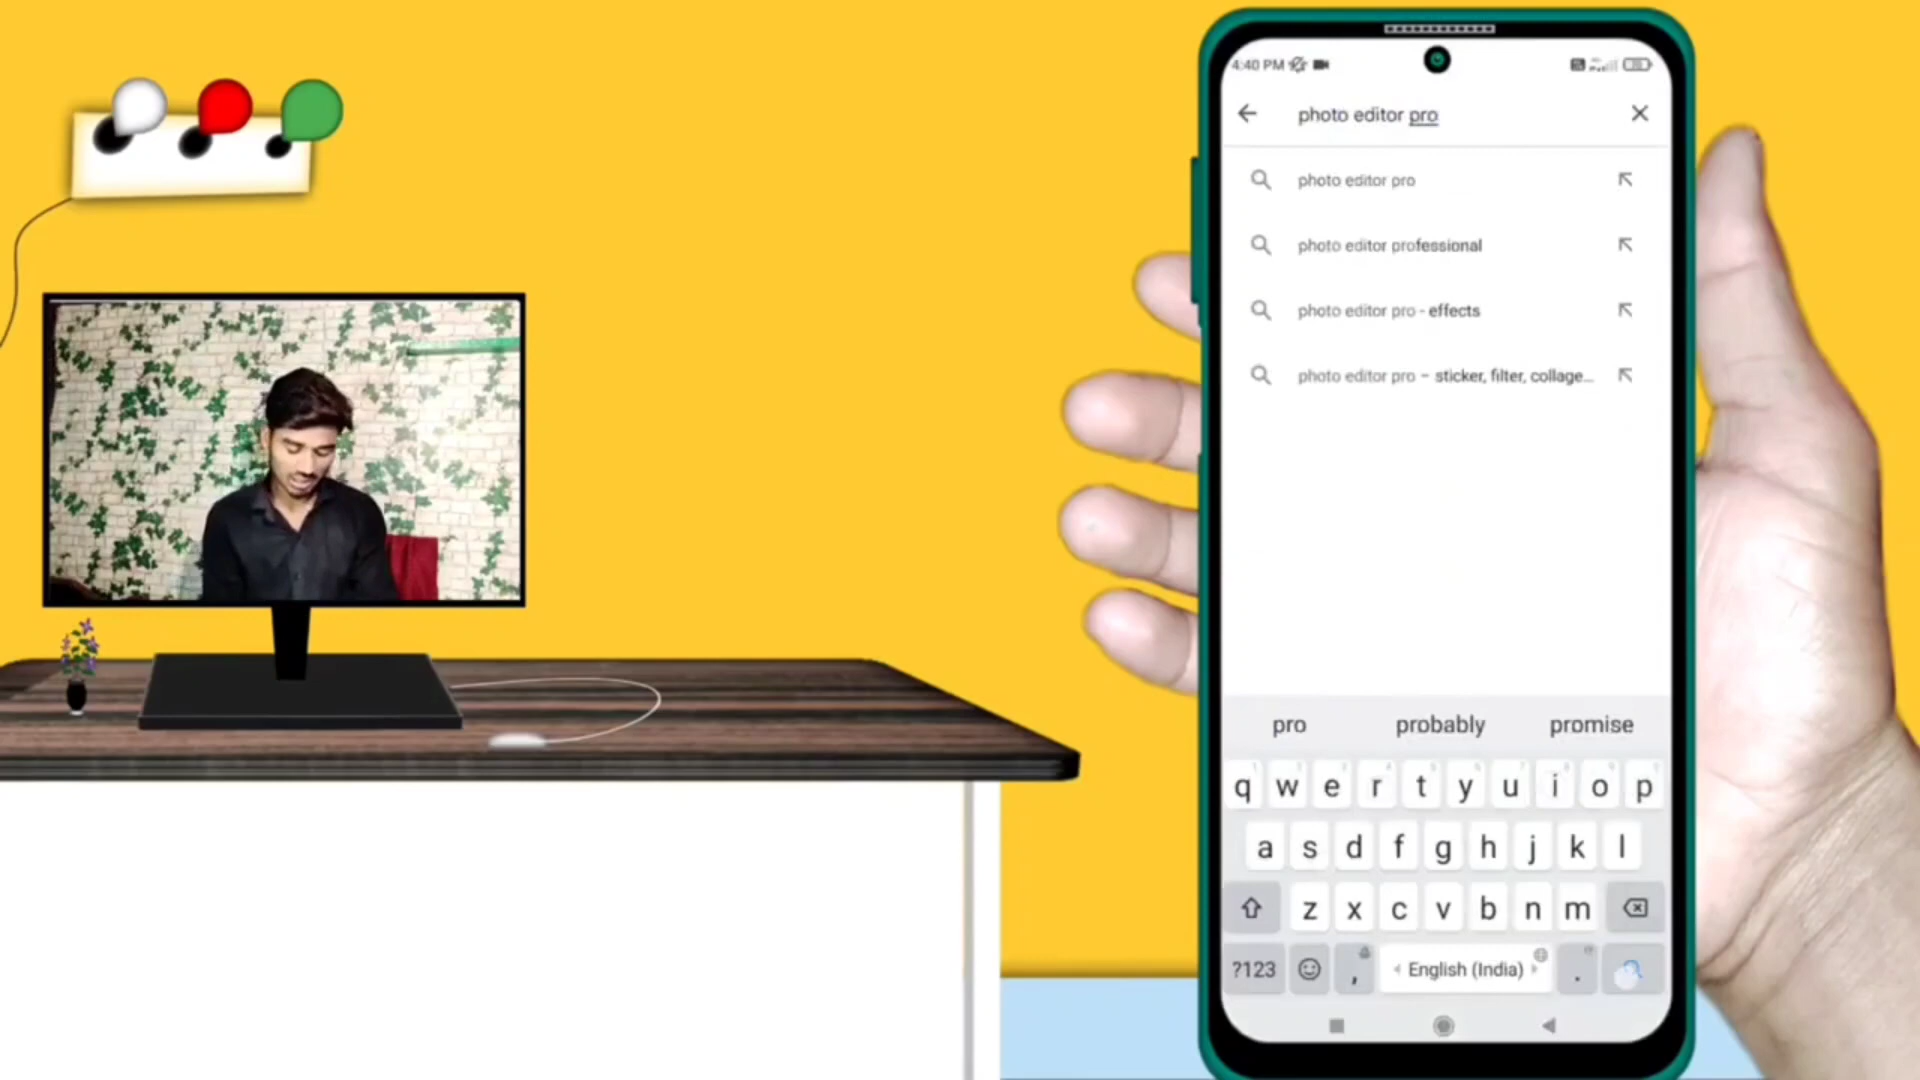 4:40 PM
photo editor pro
photo editor pro
photo editor professional
photo editor pro - effects
photo editor pro – sticker, filter, collage...
pro probably promise
q w e r t y u i o p
a s d f g h j k l
z x c v b n m
?123 , English (India) .